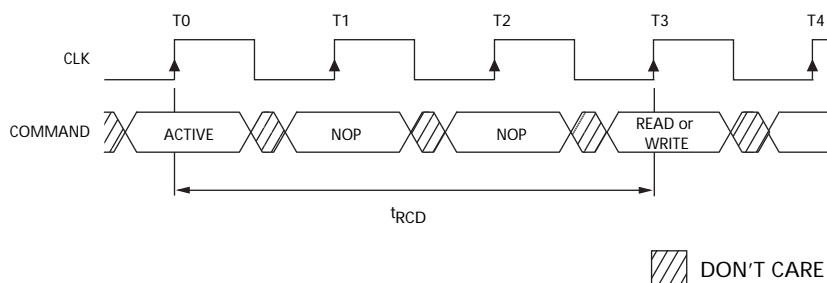 T0 T1 T2 T3 T4
CLK
COMMAND ACTIVE NOP NOP READ or
WRITE
tRCD
DON'T CARE